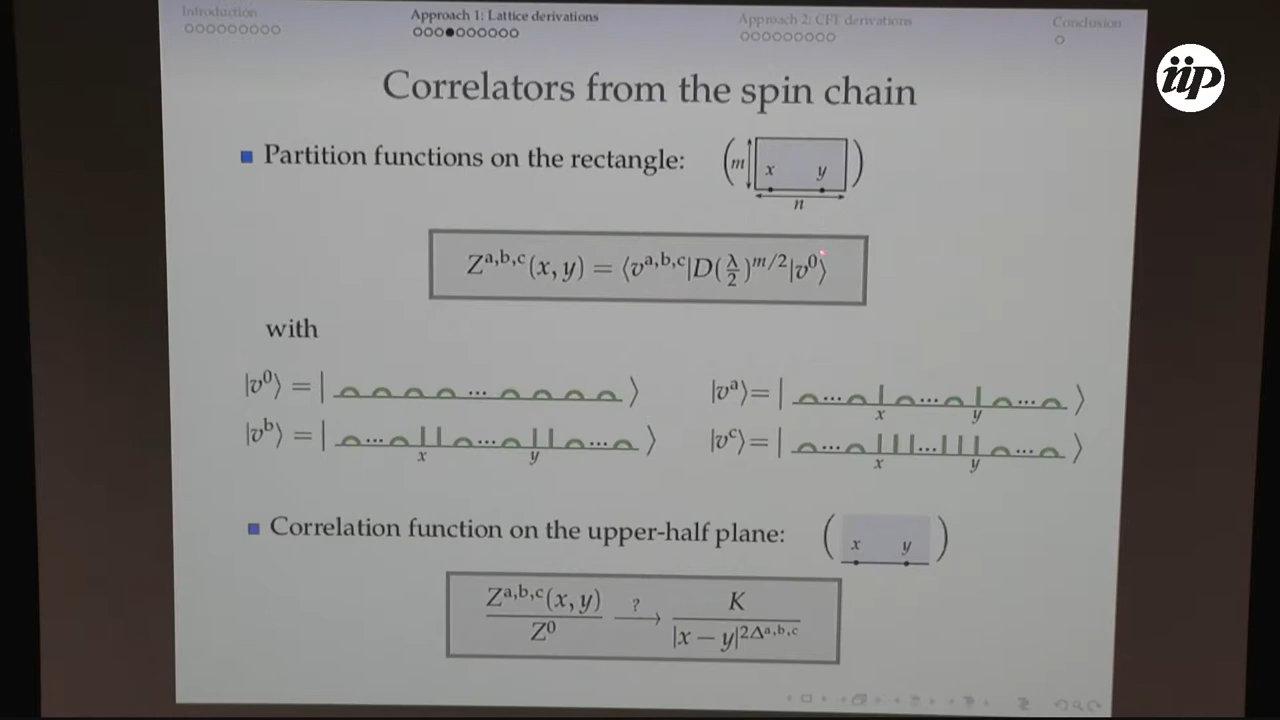 Introduction
Approach 1: Lattice derivations
Approach 2: CFT derivations
Conclusion
iip
Correlators from the spin chain
Partition functions on the rectangle: ( m x y n )
Z^{a,b,c}(x, y) = ⟨v^{a,b,c}|D(λ/2)^{m/2}|v^0⟩
with
|v^0⟩ = | ... ⟩
|v^a⟩ = | ... x ... y ... ⟩
|v^b⟩ = | ... x ... y ... ⟩
|v^c⟩ = | ... x ... y ... ⟩
Correlation function on the upper-half plane: ( x y )
Z^{a,b,c}(x, y) / Z^0 ?→ K / |x − y|^{2Δ^{a,b,c}}